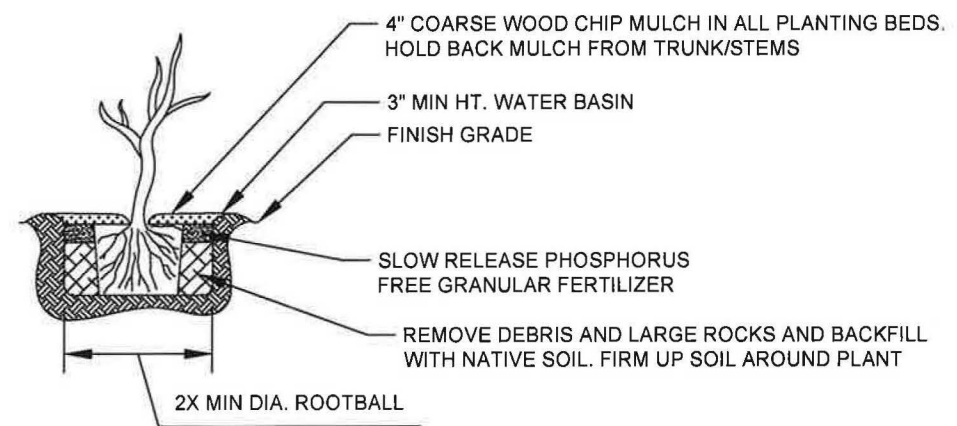 4" COARSE WOOD CHIP MULCH IN ALL PLANTING BEDS.
HOLD BACK MULCH FROM TRUNK/STEMS
3" MIN HT. WATER BASIN
FINISH GRADE
SLOW RELEASE PHOSPHORUS
FREE GRANULAR FERTILIZER
REMOVE DEBRIS AND LARGE ROCKS AND BACKFILL
WITH NATIVE SOIL. FIRM UP SOIL AROUND PLANT
2X MIN DIA. ROOTBALL